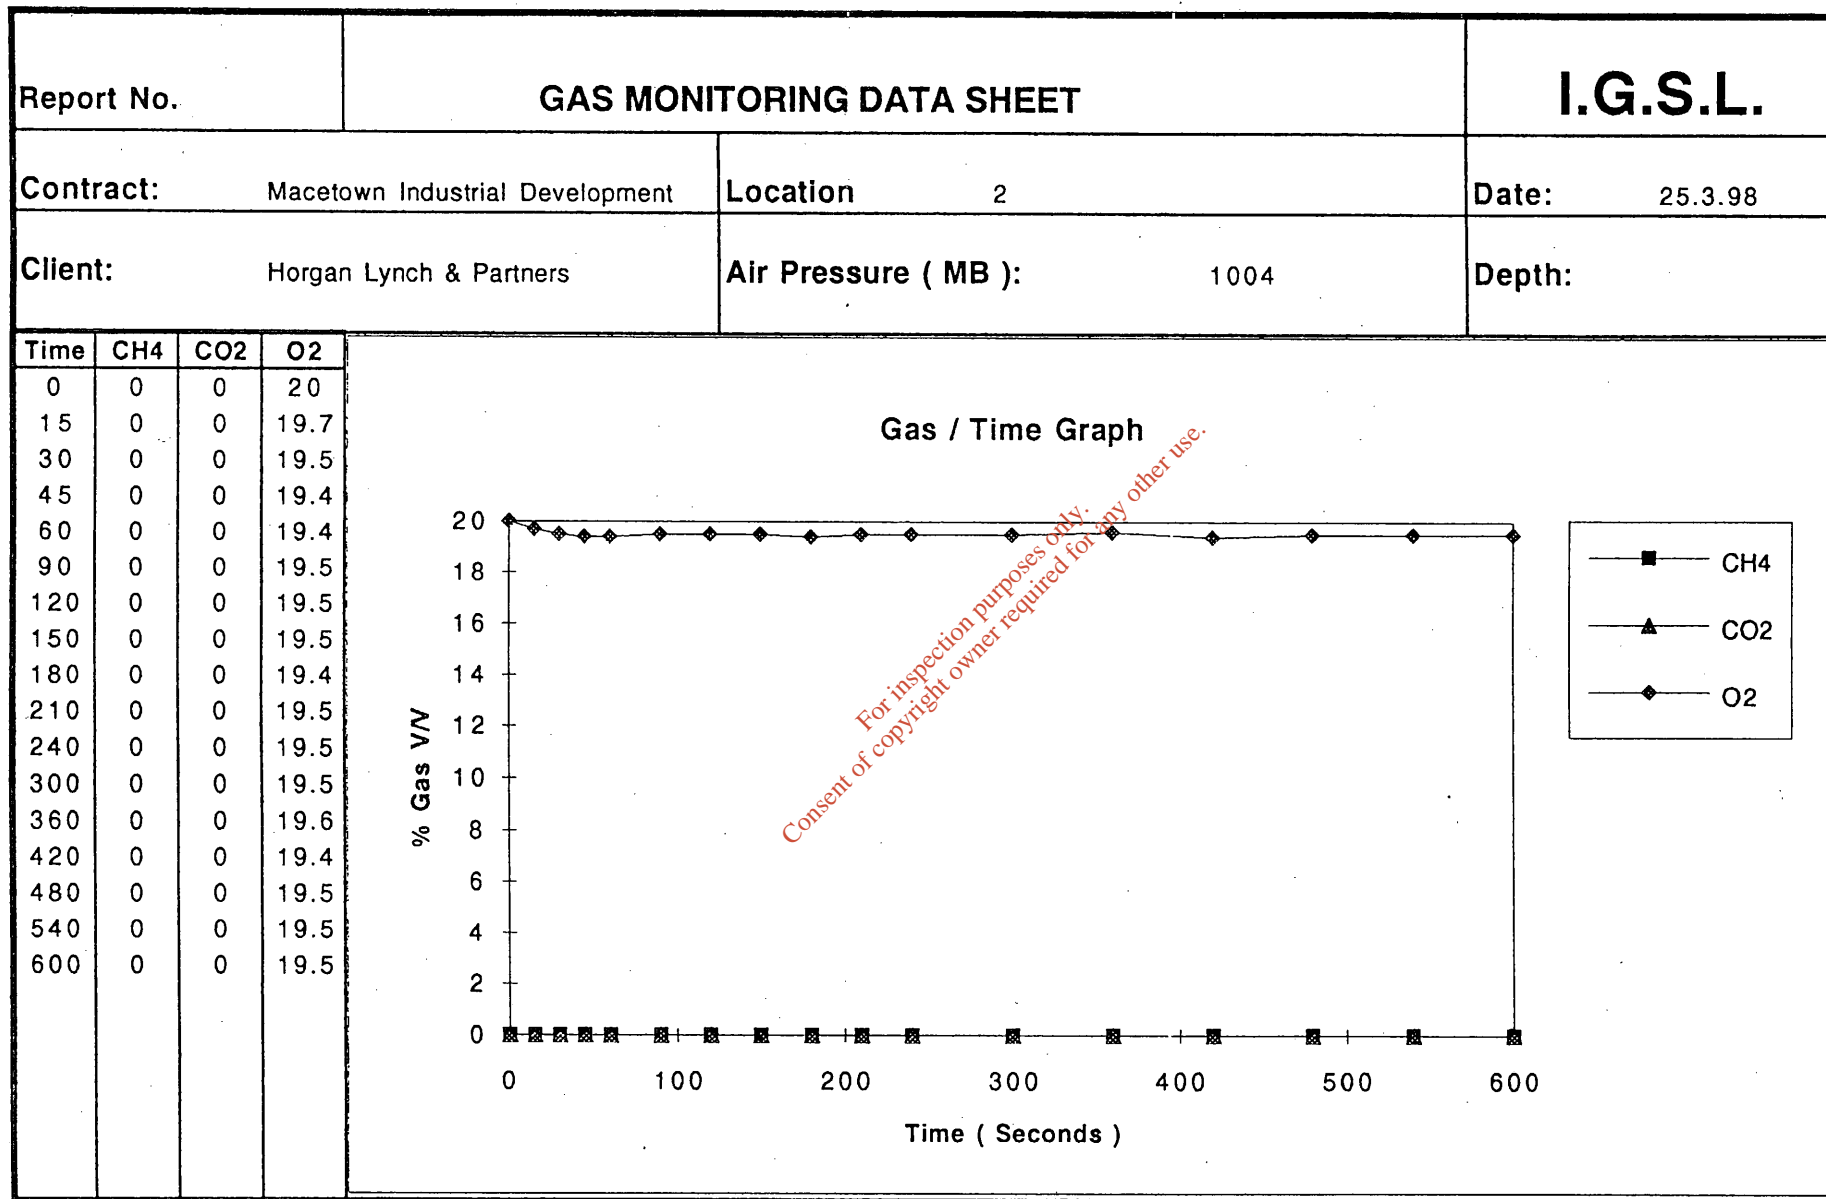 Report No.
GAS MONITORING DATA SHEET
I.G.S.L.
Contract: Macetown Industrial Development
Location 2
Date: 25.3.98
Client: Horgan Lynch & Partners
Air Pressure ( MB ): 1004
Depth:
Time CH4 CO2 O2
0 0 0 20
15 0 0 19.7
30 0 0 19.5
45 0 0 19.4
60 0 0 19.4
90 0 0 19.5
120 0 0 19.5
150 0 0 19.5
180 0 0 19.4
210 0 0 19.5
240 0 0 19.5
300 0 0 19.5
360 0 0 19.6
420 0 0 19.4
480 0 0 19.5
540 0 0 19.5
600 0 0 19.5
Gas / Time Graph
% Gas V/V
20
18
16
14
12
10
8
6
4
2
0
0 100 200 300 400 500 600
Time ( Seconds )
CH4
CO2
O2
For inspection purposes only.
Consent of copyright owner required for any other use.